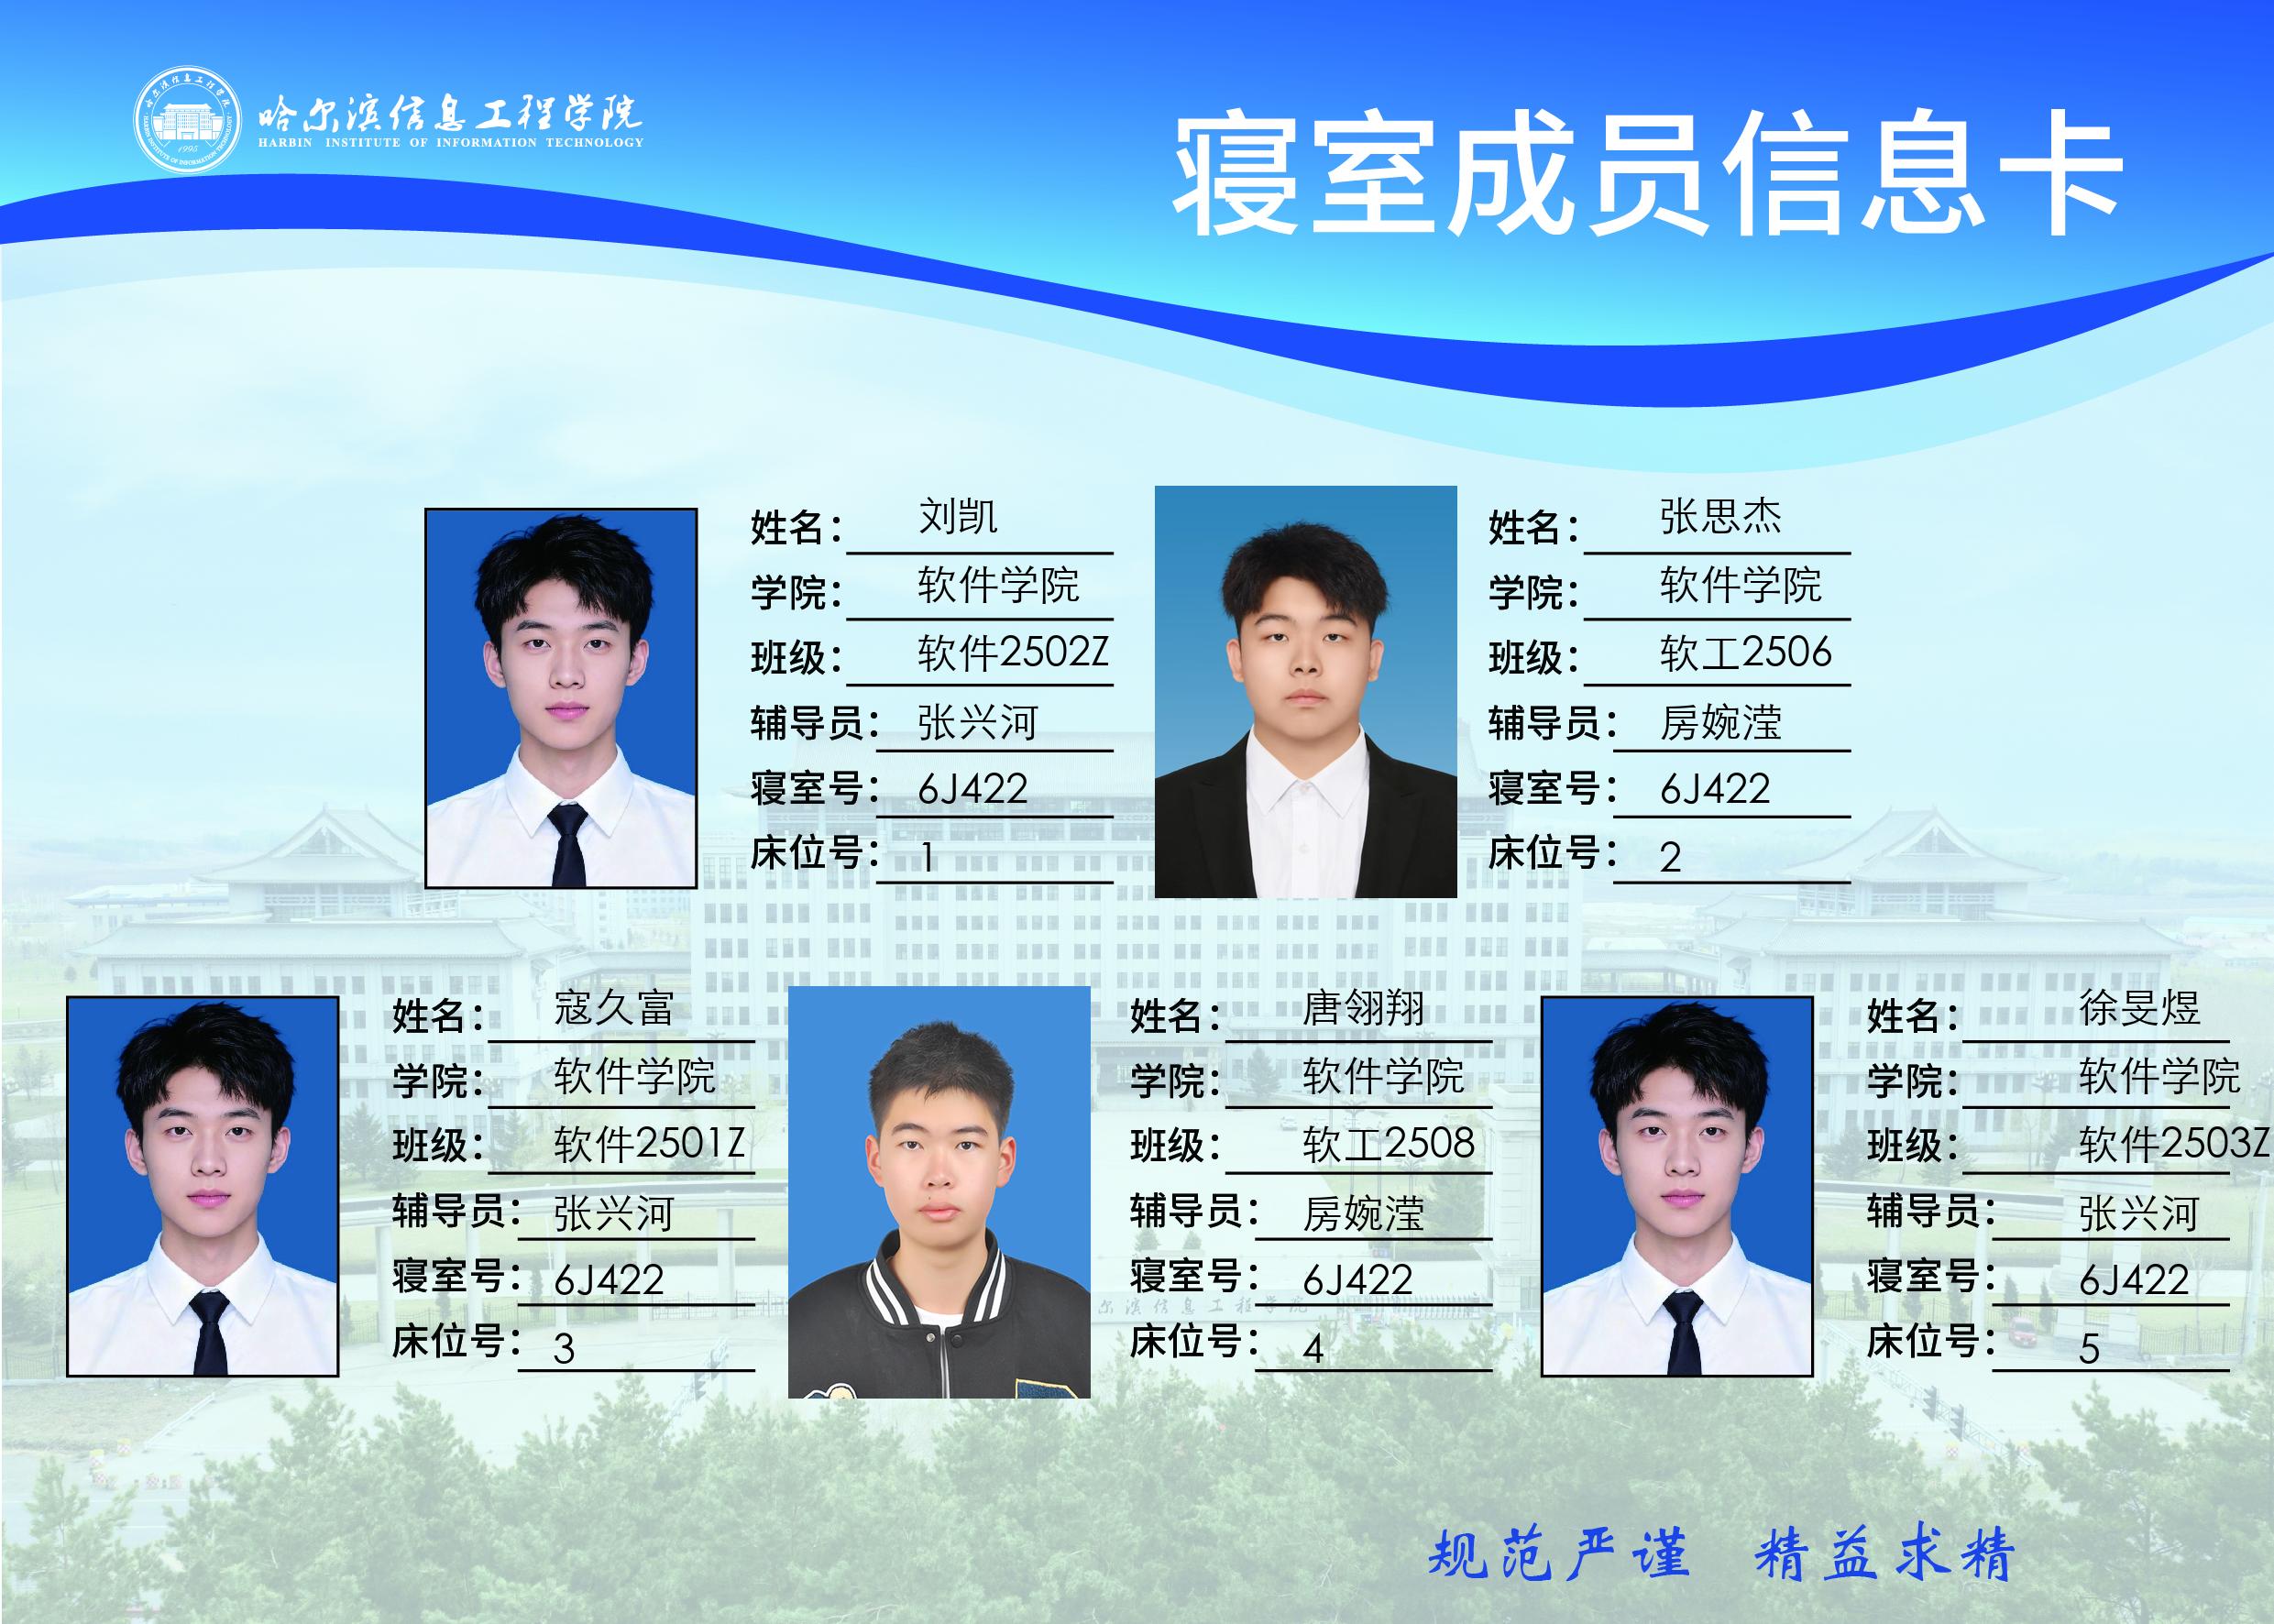 哈尔滨信息工程学院
HARBIN INSTITUTE OF INFORMATION TECHNOLOGY
1995
寝室成员信息卡
姓名： 刘凯
学院： 软件学院
班级： 软件2502Z
辅导员： 张兴河
寝室号： 6J422
床位号： 1
姓名： 张思杰
学院： 软件学院
班级： 软工2506
辅导员： 房婉滢
寝室号： 6J422
床位号： 2
姓名： 寇久富
学院： 软件学院
班级： 软件2501Z
辅导员： 张兴河
寝室号： 6J422
床位号： 3
姓名： 唐翎翔
学院： 软件学院
班级： 软工2508
辅导员： 房婉滢
寝室号： 6J422
床位号： 4
姓名： 徐旻煜
学院： 软件学院
班级： 软件2503Z
辅导员： 张兴河
寝室号： 6J422
床位号： 5
尔滨信息工程学院
规范严谨 精益求精